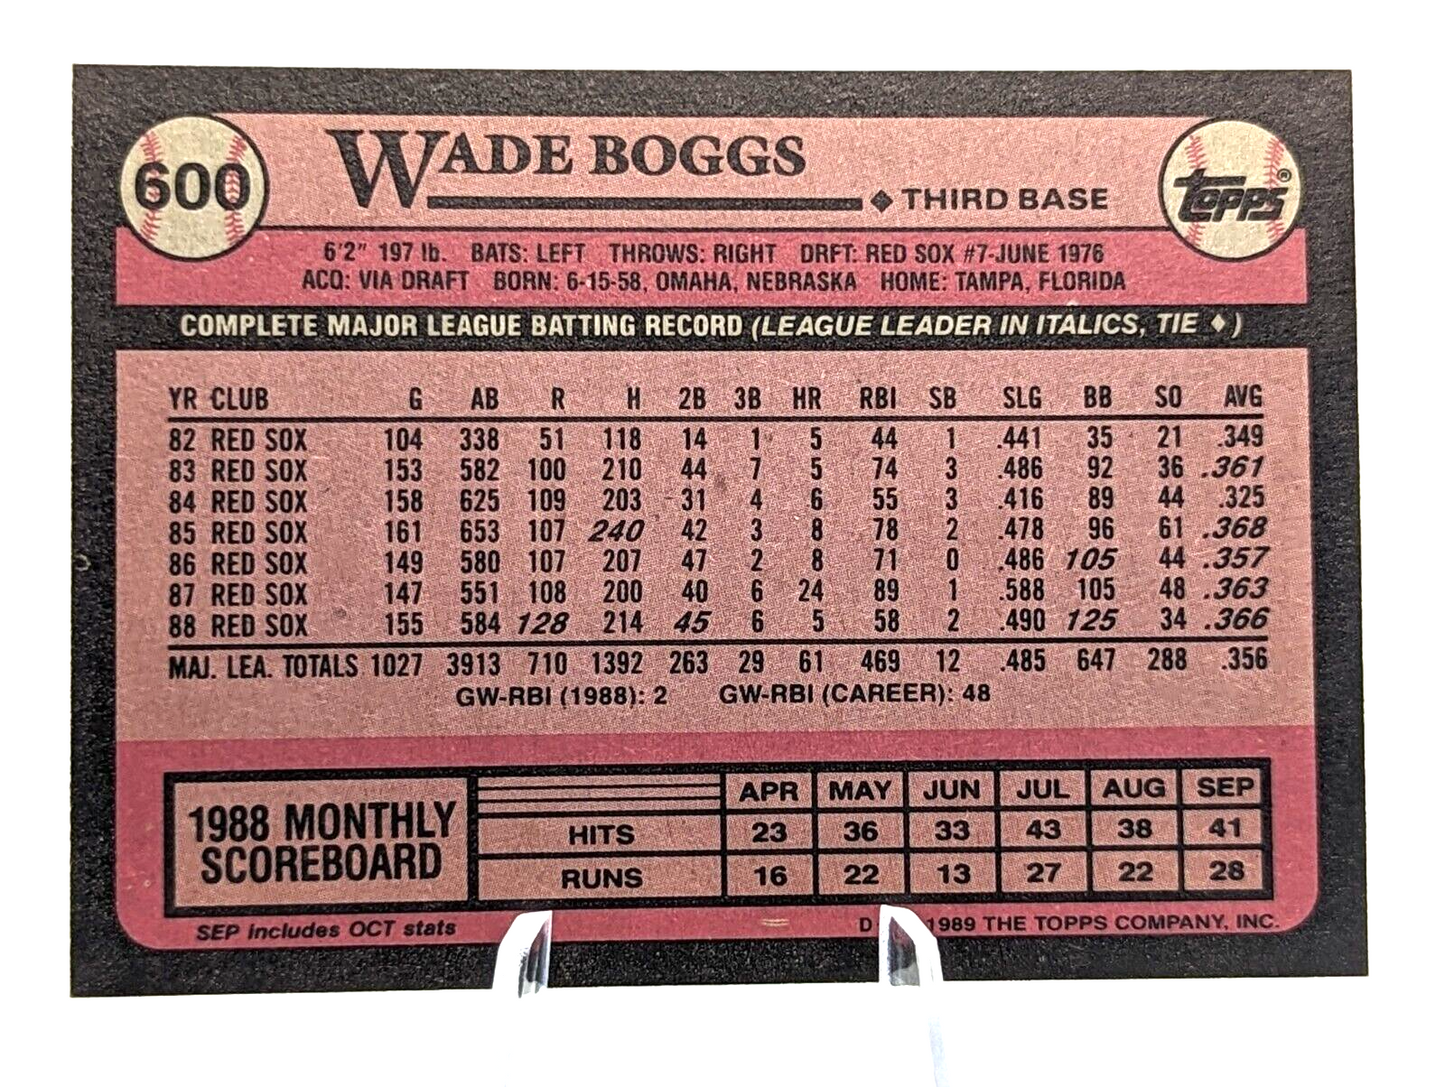 600 WADE BOGGS topps®
◆ THIRD BASE
6'2" 197 lb. BATS: LEFT THROWS: RIGHT DRFT: RED SOX #7-JUNE 1976
ACQ: VIA DRAFT BORN: 6-15-58, OMAHA, NEBRASKA HOME: TAMPA, FLORIDA
COMPLETE MAJOR LEAGUE BATTING RECORD (LEAGUE LEADER IN ITALICS, TIE ♦)
YR CLUB G AB R H 2B 3B HR RBI SB SLG BB SO AVG
82 RED SOX 104 338 51 118 14 1 5 44 1 .441 35 21 .349
83 RED SOX 153 582 100 210 44 7 5 74 3 .486 92 36 .361
84 RED SOX 158 625 109 203 31 4 6 55 3 .416 89 44 .325
85 RED SOX 161 653 107 240 42 3 8 78 2 .478 96 61 .368
86 RED SOX 149 580 107 207 47 2 8 71 0 .486 105 44 .357
87 RED SOX 147 551 108 200 40 6 24 89 1 .588 105 48 .363
88 RED SOX 155 584 128 214 45 6 5 58 2 .490 125 34 .366
MAJ. LEA. TOTALS 1027 3913 710 1392 263 29 61 469 12 .485 647 288 .356
GW-RBI (1988): 2 GW-RBI (CAREER): 48
1988 MONTHLY
SCOREBOARD
APR MAY JUN JUL AUG SEP
HITS 23 36 33 43 38 41
RUNS 16 22 13 27 22 28
SEP includes OCT stats
D 1989 THE TOPPS COMPANY, INC.